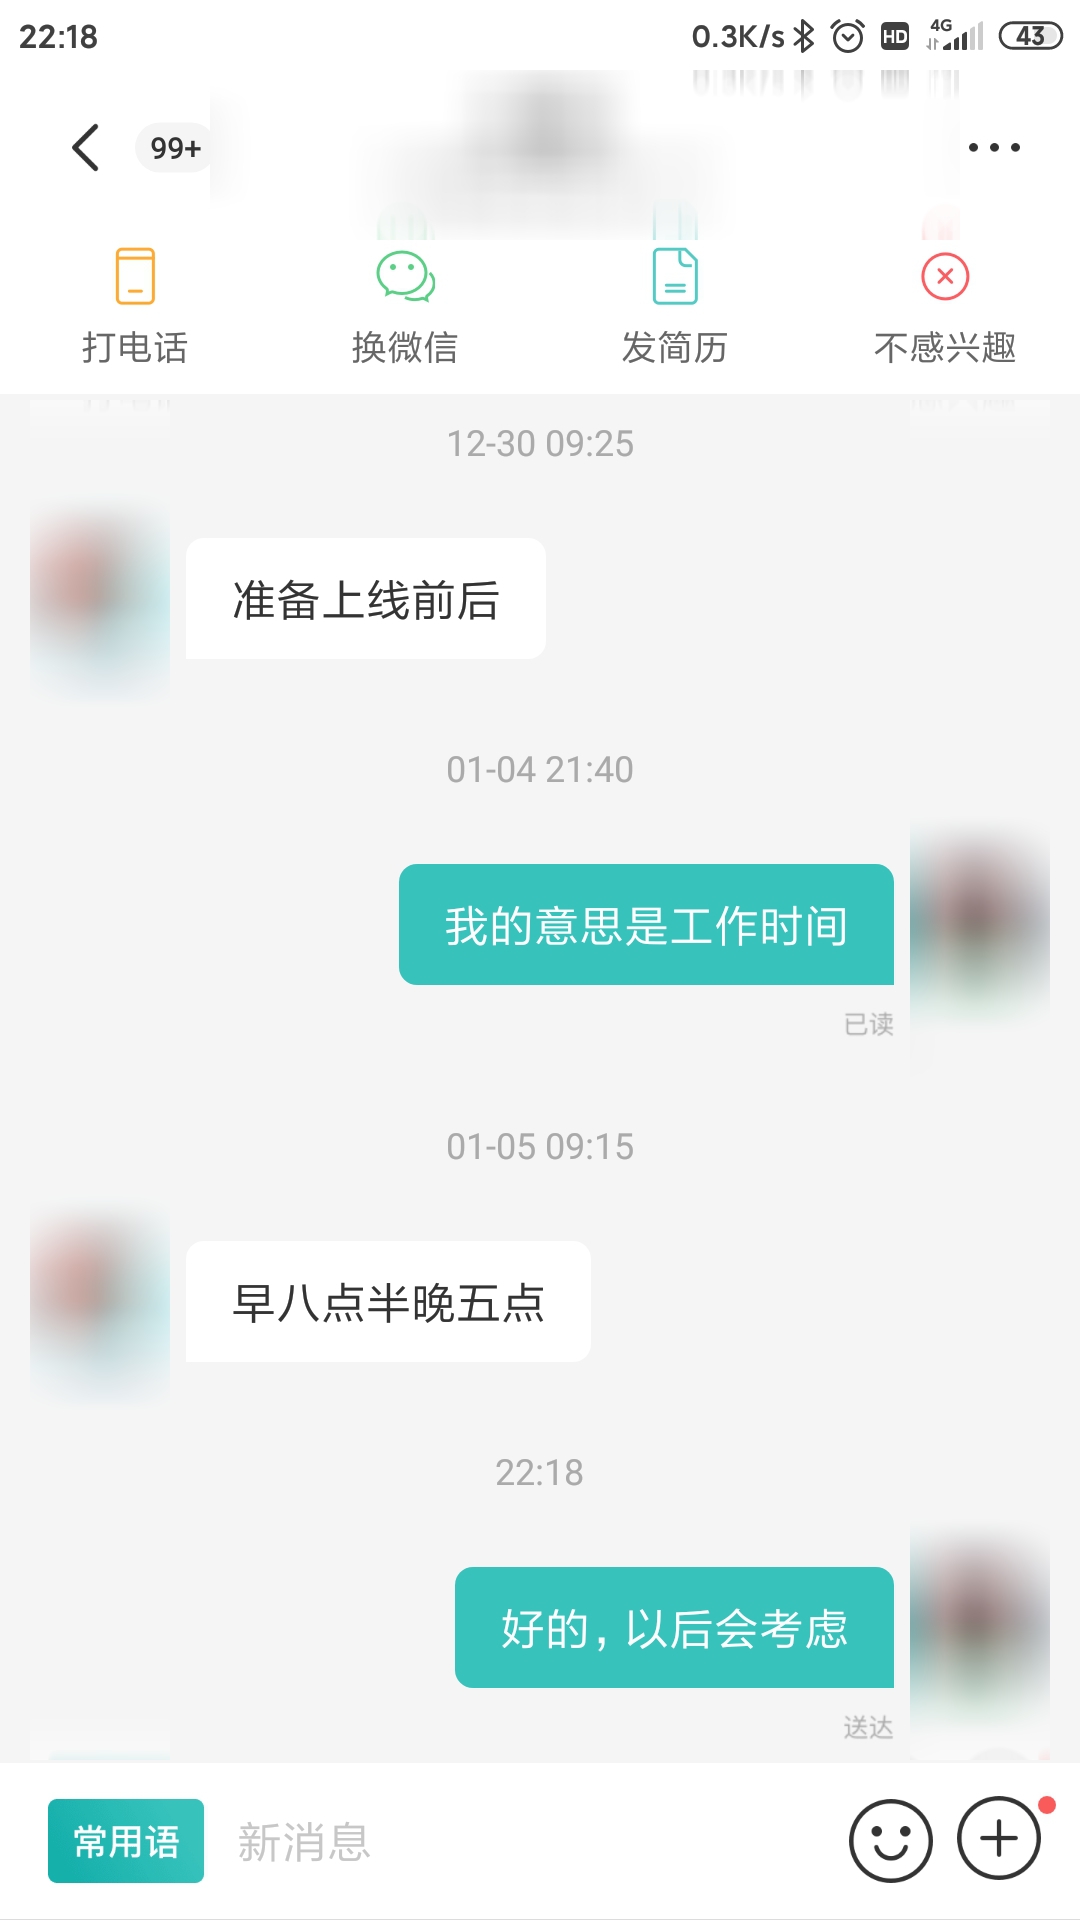 22:18 0.3K/s HD 4G 43
99+
打电话 换微信 发简历 不感兴趣
12-30 09:25
准备上线前后
01-04 21:40
我的意思是工作时间
已读
01-05 09:15
早八点半晚五点
22:18
好的，以后会考虑
送达
常用语 新消息